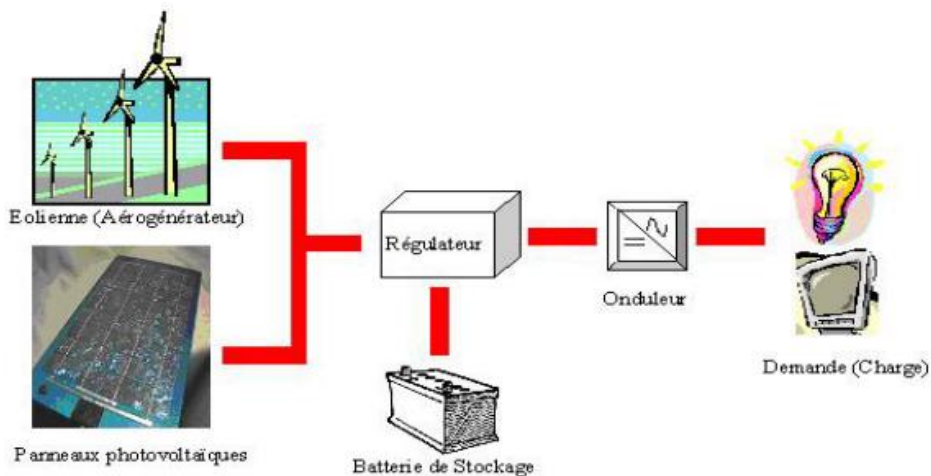 Eolienne (Aérogénérateur)
Régulateur
Onduleur
Demande (Charge)
Panneaux photovoltaïques
Batterie de Stockage